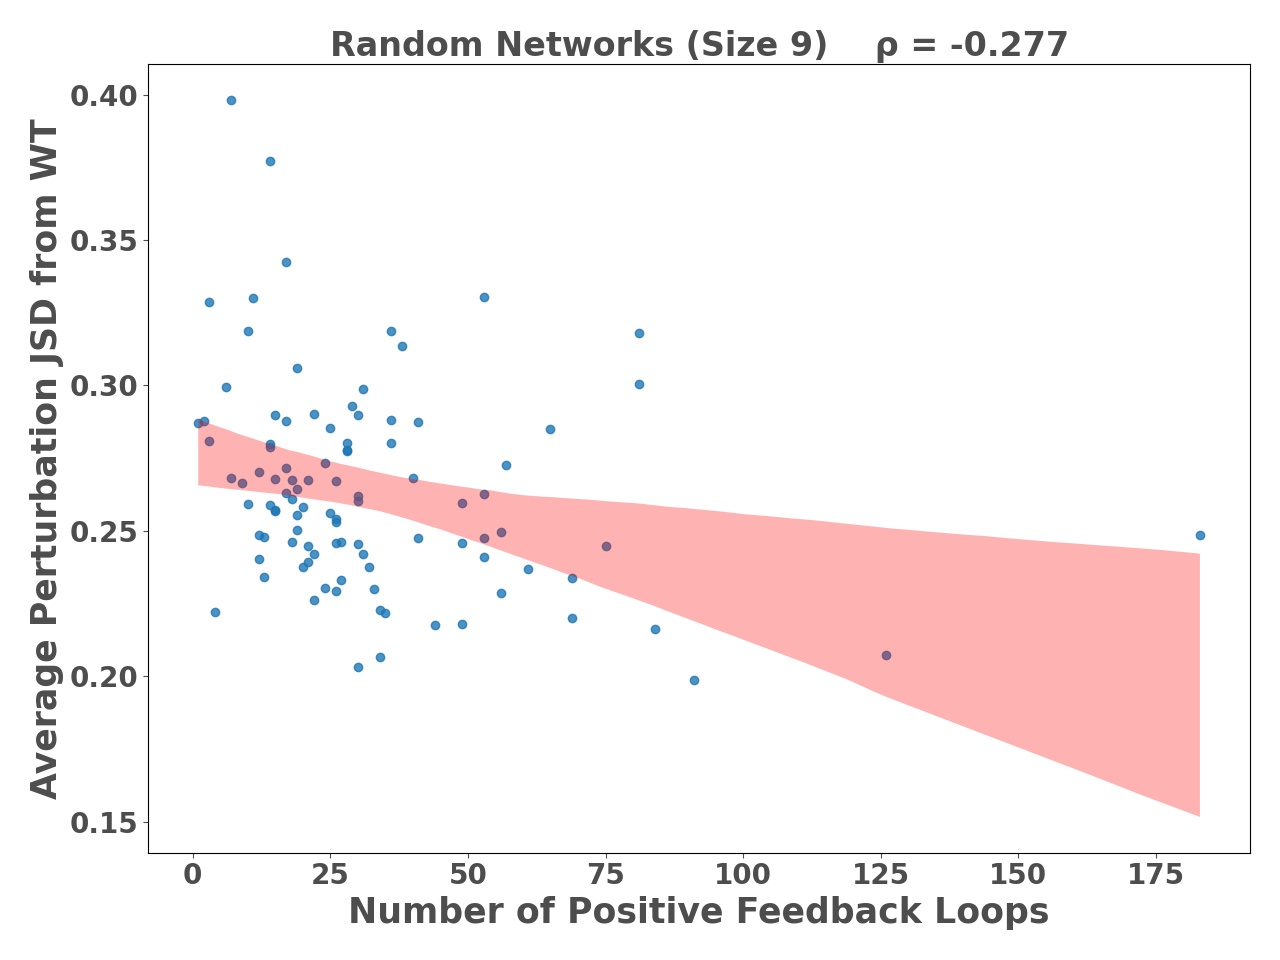 Random Networks (Size 9) ρ = -0.277
Average Perturbation JSD from WT
0.40
0.35
0.30
0.25
0.20
0.15
0 25 50 75 100 125 150 175
Number of Positive Feedback Loops